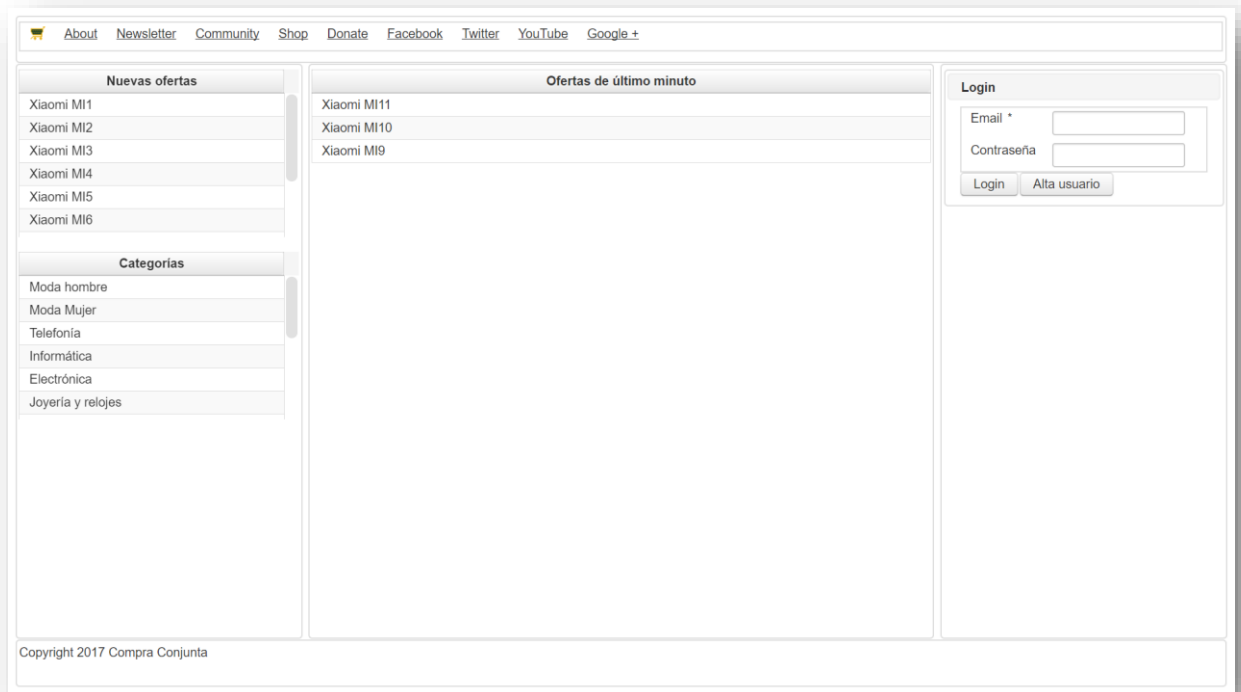 About Newsletter Community Shop Donate Facebook Twitter YouTube Google +
Nuevas ofertas
Xiaomi MI1
Xiaomi MI2
Xiaomi MI3
Xiaomi MI4
Xiaomi MI5
Xiaomi MI6
Categorías
Moda hombre
Moda Mujer
Telefonía
Informática
Electrónica
Joyería y relojes
Ofertas de último minuto
Xiaomi MI11
Xiaomi MI10
Xiaomi MI9
Login
Email *
Contraseña
Login Alta usuario
Copyright 2017 Compra Conjunta